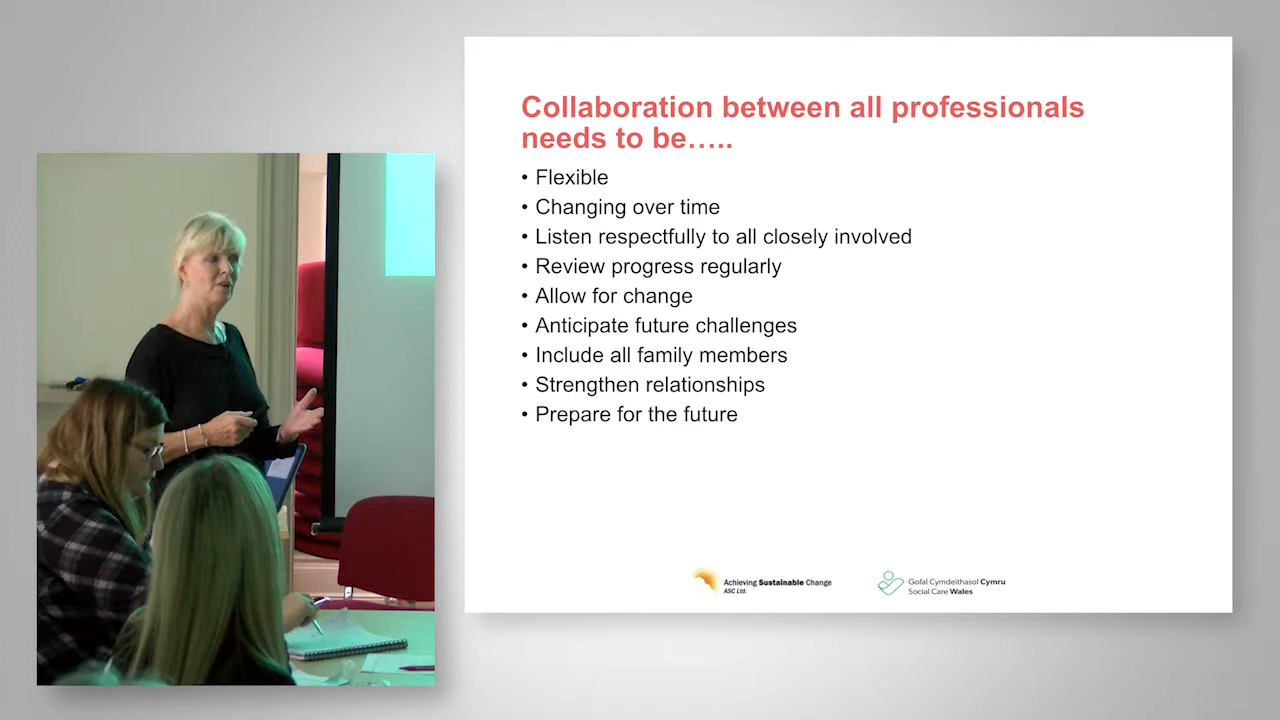 Collaboration between all professionals
needs to be…..
• Flexible
• Changing over time
• Listen respectfully to all closely involved
• Review progress regularly
• Allow for change
• Anticipate future challenges
• Include all family members
• Strengthen relationships
• Prepare for the future
Achieving Sustainable Change
ASC Ltd.
Gofal Cymdeithasol Cymru
Social Care Wales